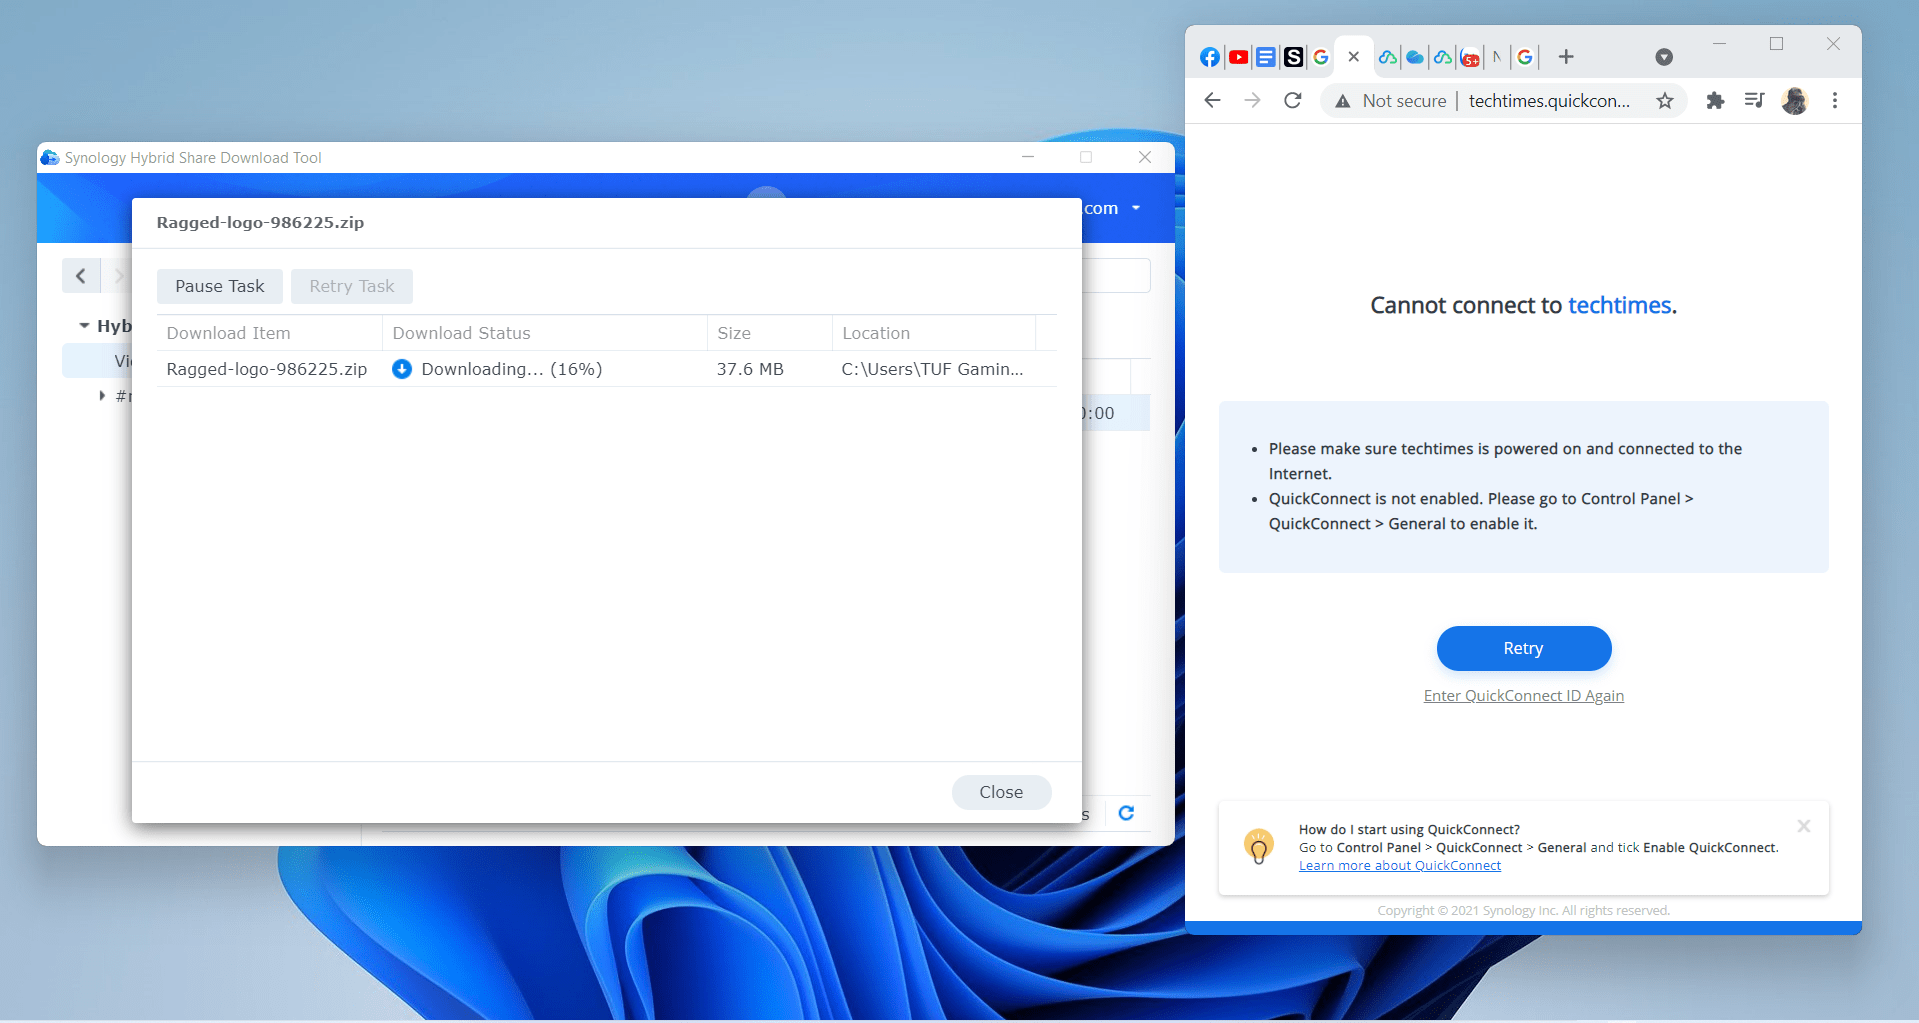 Synology Hybrid Share Download Tool
.com
Ragged-logo-986225.zip
Pause Task
Retry Task
Download Item
Download Status
Size
Location
Ragged-logo-986225.zip
Downloading... (16%)
37.6 MB
C:\Users\TUF Gamin...
Hyb
Vi
#
:00
s
Close
S
5+
N
Not secure
techtimes.quickcon...
Cannot connect to techtimes.
• Please make sure techtimes is powered on and connected to the
Internet.
• QuickConnect is not enabled. Please go to Control Panel >
QuickConnect > General to enable it.
Retry
Enter QuickConnect ID Again
How do I start using QuickConnect?
Go to Control Panel > QuickConnect > General and tick Enable QuickConnect.
Learn more about QuickConnect
Copyright © 2021 Synology Inc. All rights reserved.